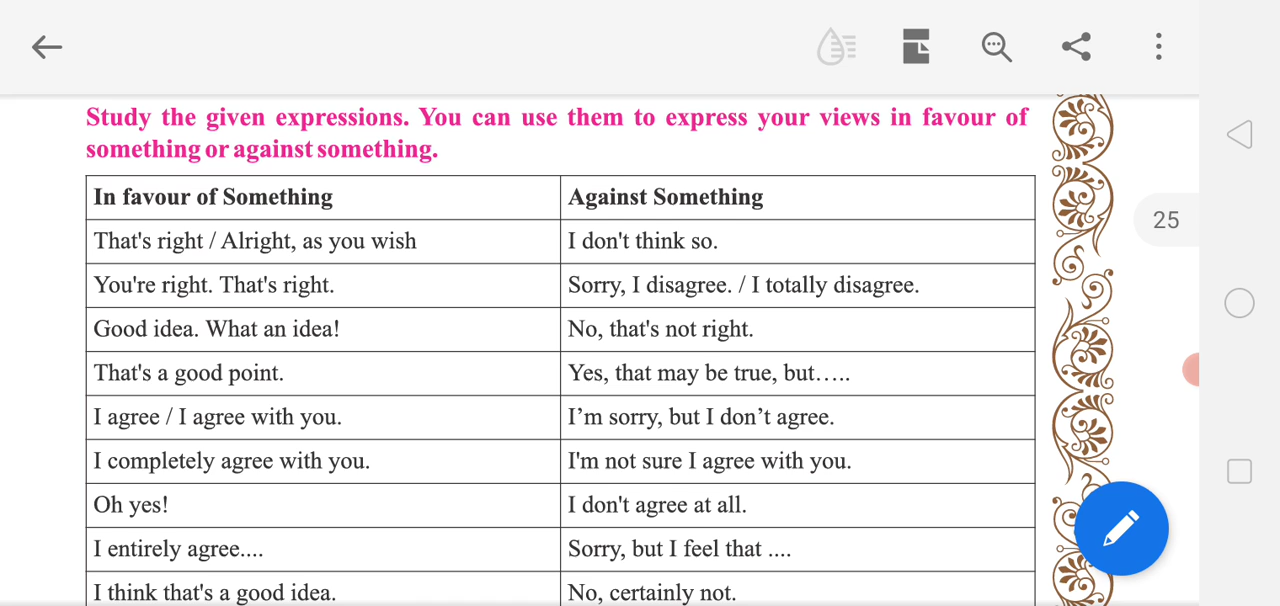 Study the given expressions. You can use them to express your views in favour of
something or against something.
In favour of Something Against Something
That's right / Alright, as you wish I don't think so.
You're right. That's right. Sorry, I disagree. / I totally disagree.
Good idea. What an idea! No, that's not right.
That's a good point. Yes, that may be true, but.....
I agree / I agree with you. I’m sorry, but I don’t agree.
I completely agree with you. I'm not sure I agree with you.
Oh yes! I don't agree at all.
I entirely agree.... Sorry, but I feel that ....
I think that's a good idea. No, certainly not.
25